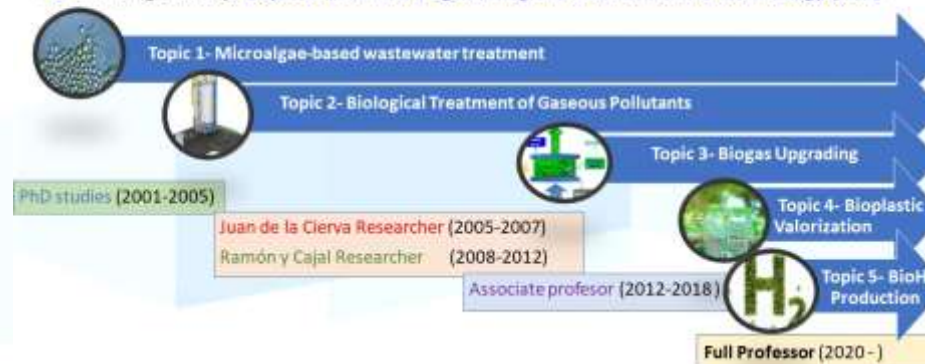 Topic 1- Microalgae-based wastewater treatment
Topic 2- Biological Treatment of Gaseous Pollutants
Topic 3- Biogas Upgrading
PhD studies (2001-2005)
Topic 4- Bioplastic
Valorization
Juan de la Cierva Researcher (2005-2007)
Ramón y Cajal Researcher (2008-2012)
Topic 5- BioH
Production
Associate profesor (2012-2018)
H2
Full Professor (2020 - )